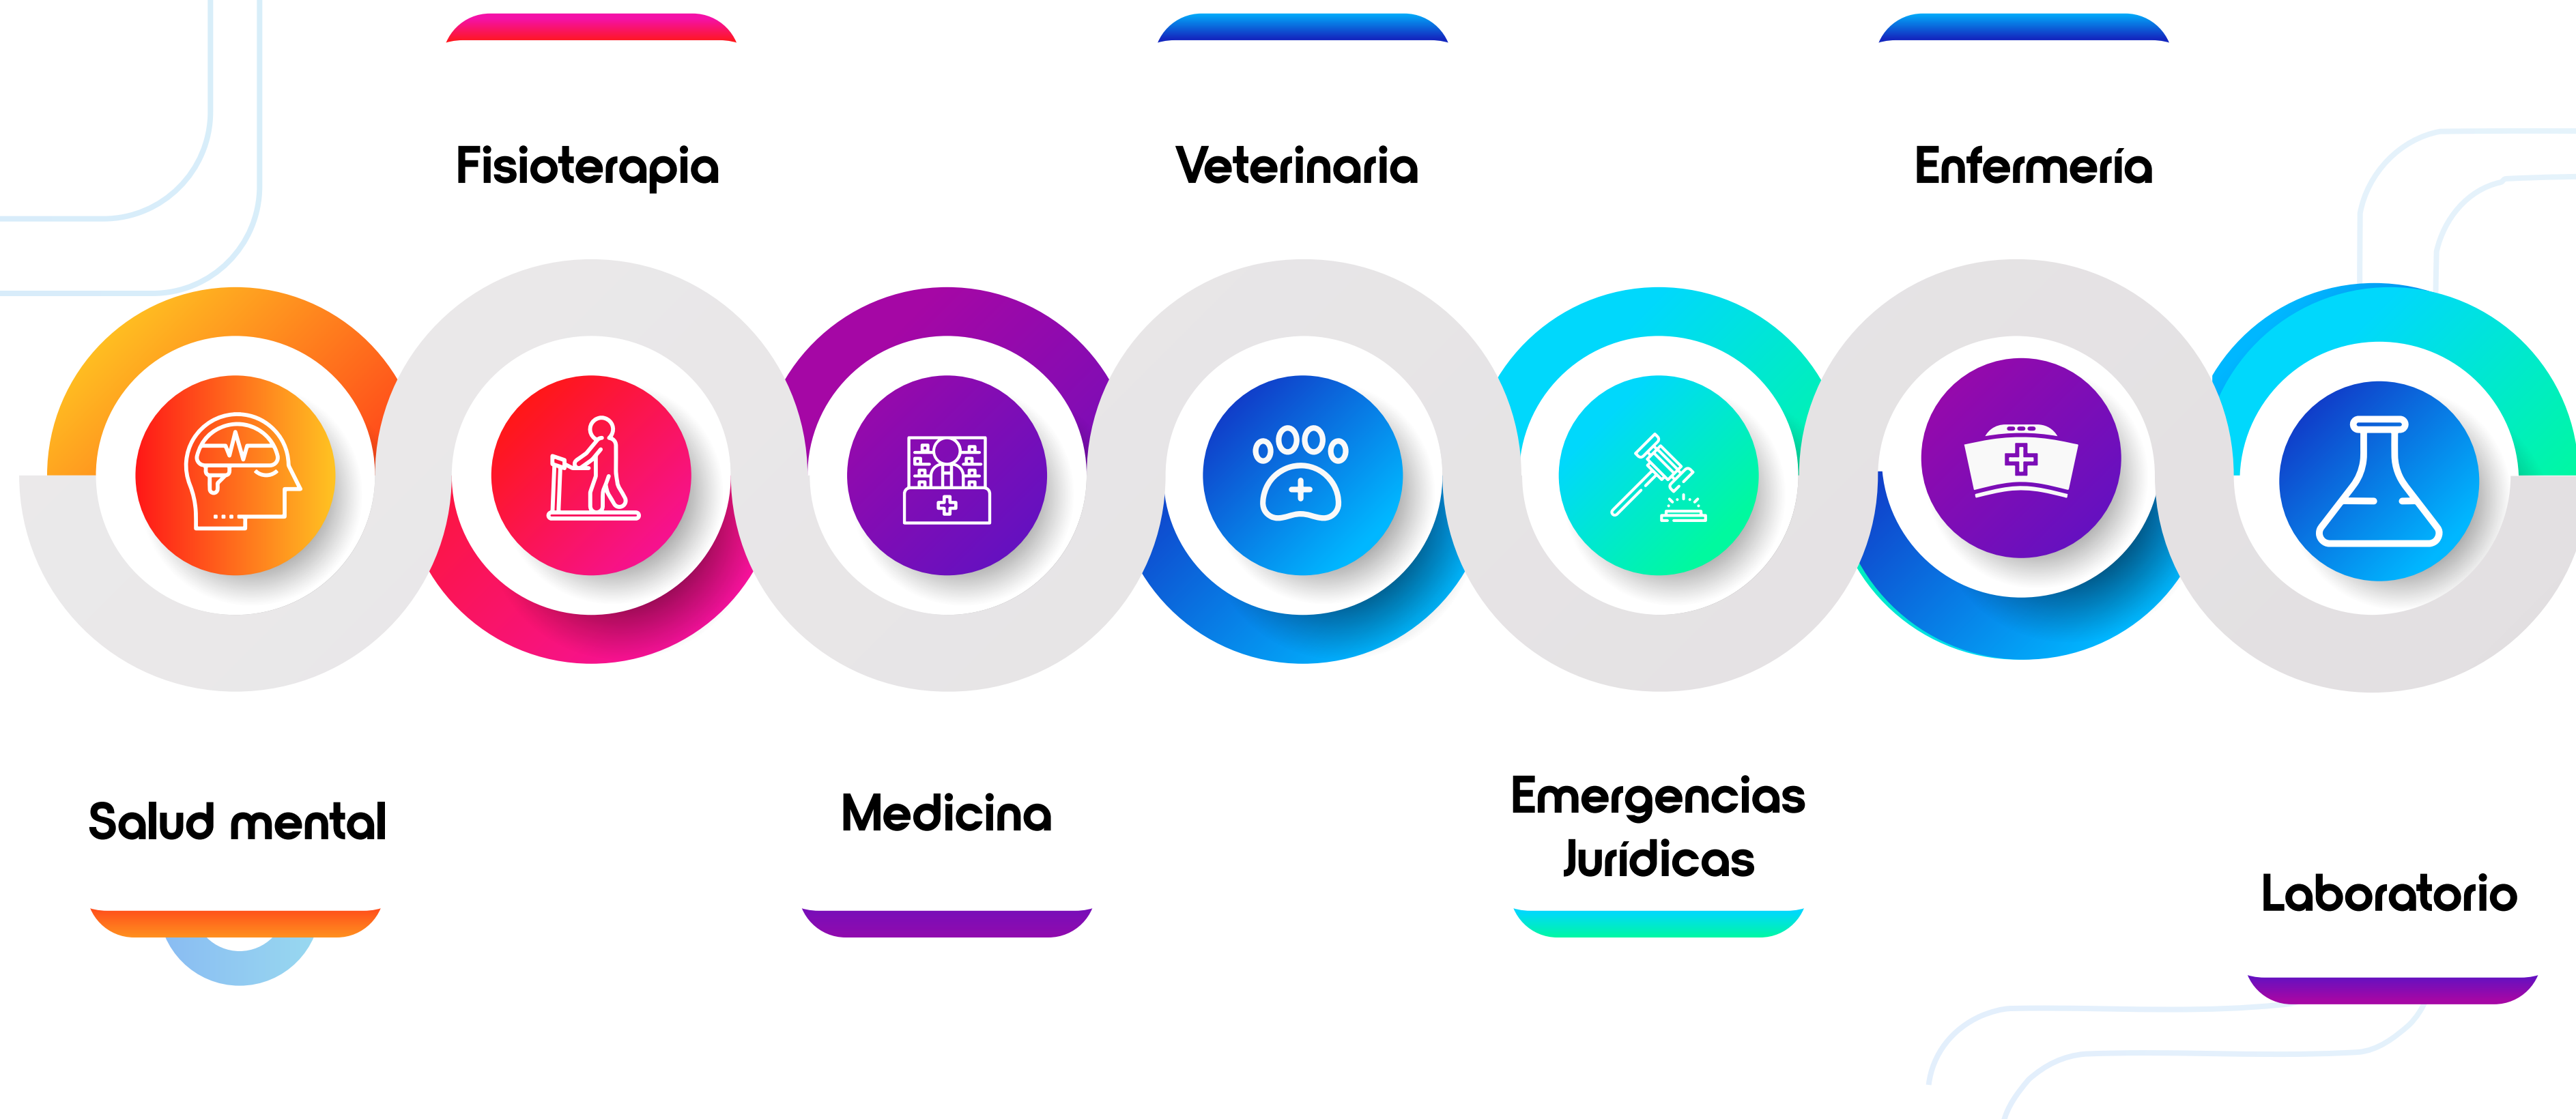 Fisioterapia
Veterinaria
Enfermería
Salud mental
Medicina
Emergencias
Jurídicas
Laboratorio